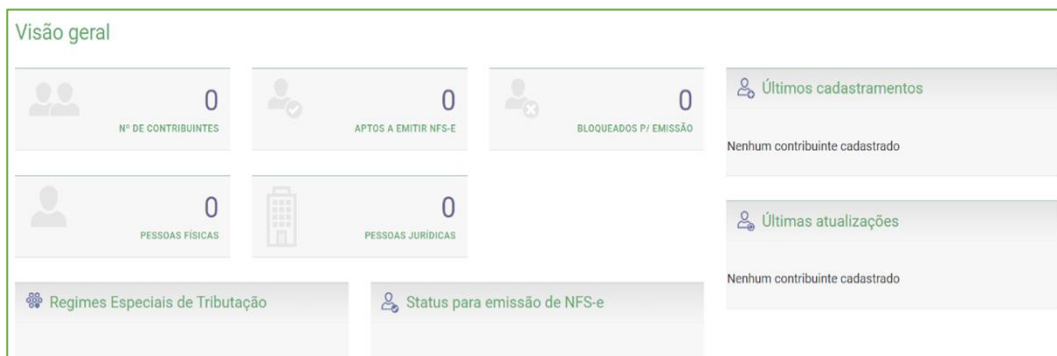 Visão geral
0
Nº DE CONTRIBUINTES
0
APTOS A EMITIR NFS-E
0
BLOQUEADOS P/ EMISSÃO
0
PESSOAS FÍSICAS
0
PESSOAS JURÍDICAS
Regimes Especiais de Tributação
Status para emissão de NFS-e
Últimos cadastramentos
Nenhum contribuinte cadastrado
Últimas atualizações
Nenhum contribuinte cadastrado